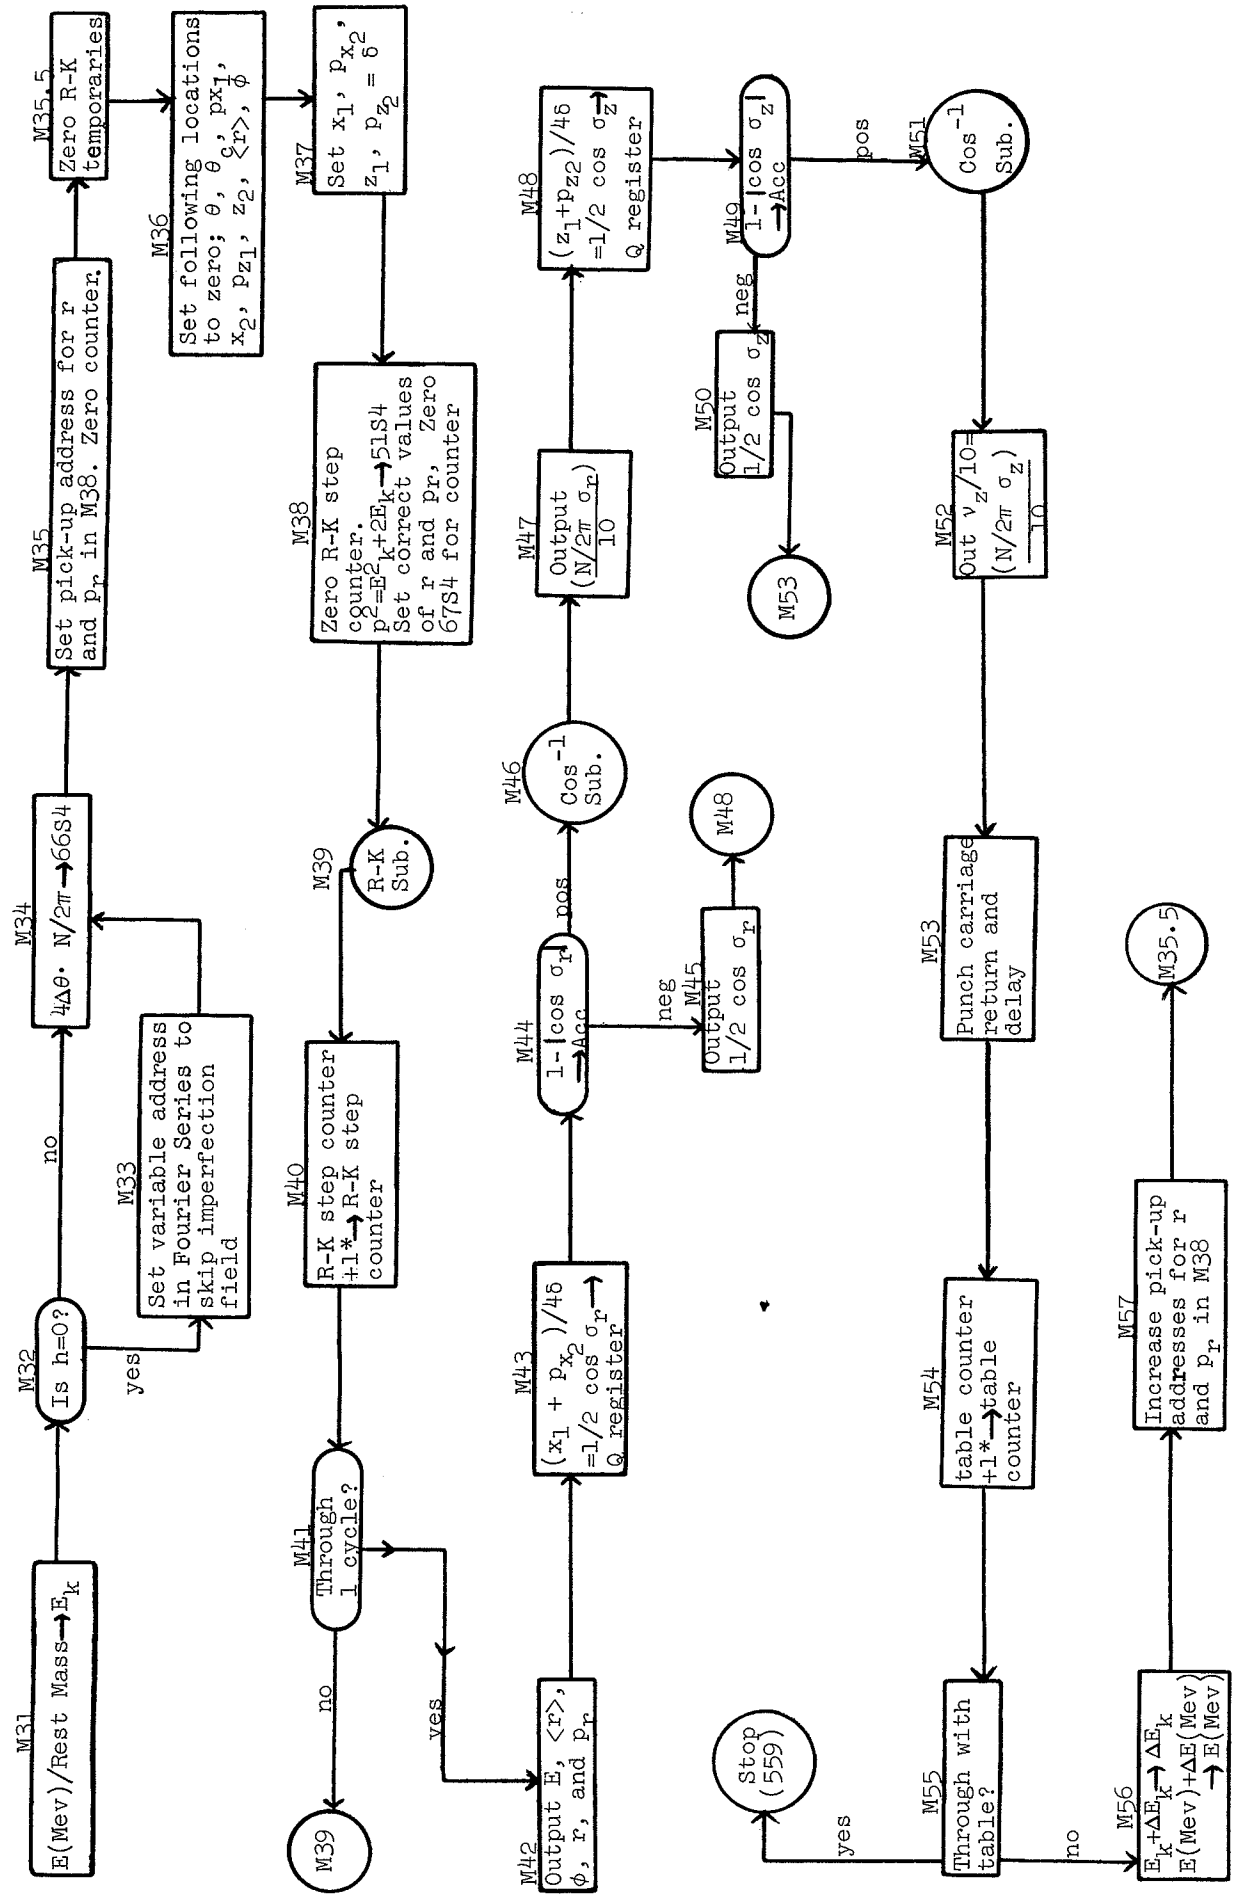 M31
E(Mev)/Rest Mass→E_k
M32
Is h=0?
no
yes
M33
Set variable address
in Fourier Series to
skip imperfection
field
M34
4Δθ· N/2π→66S4
M35
Set pick-up address for r
and p_r in M38. Zero counter.
M35.5
Zero R-K
temporaries
M36
Set following locations
to zero; θ, θ_c, p_x1,
x_2, p_z1, z_2, <r>, ϕ
M37
Set x_1, p_x2,
z_1, p_z2 = δ
M38
Zero R-K step
counter.
p²=E²_k+2E_k→51S4
Set correct values
of r and p_r, Zero
67S4 for counter
M39
R-K
Sub.
M40
R-K step counter
+1*→R-K step
counter
M41
Through
1 cycle?
no
M39
yes
M42
Output E, <r>,
ϕ, r, and p_r
M43
(x_1 + p_x2)/4δ
=1/2 cos σ_r→
Q register
M44
1-|cos σ_r|
→Acc
pos
neg
M45
Output
1/2 cos σ_r
M48
M46
Cos⁻¹
Sub.
M47
Output
(N/2π σ_r)
10
M48
(z_1+p_z2)/4δ
=1/2 cos σ_z→
Q register
M49
1-|cos σ_z|
→Acc
neg
pos
M50
Output
1/2 cos σ_z
M53
M51
Cos⁻¹
Sub.
M52
Out ν_z/10=
(N/2π σ_z)
10
M53
Punch carriage
return and
delay
M54
table counter
+1*→table
counter
M55
Through with
table?
yes
Stop
(559)
no
M56
E_k+ΔE_k→ΔE_k
E(Mev)+ΔE(Mev)
→E(Mev)
M57
Increase pick-up
addresses for r
and p_r in M38
M35.5